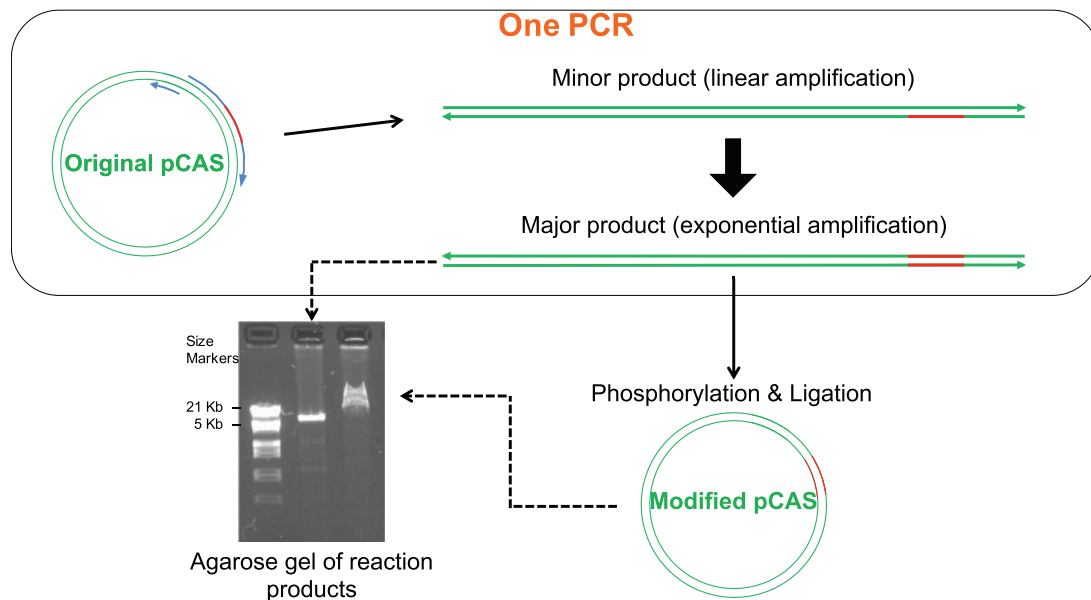 One PCR
Minor product (linear amplification)
Original pCAS
Major product (exponential amplification)
Size
Markers
21 Kb
5 Kb
Phosphorylation & Ligation
Modified pCAS
Agarose gel of reaction
products